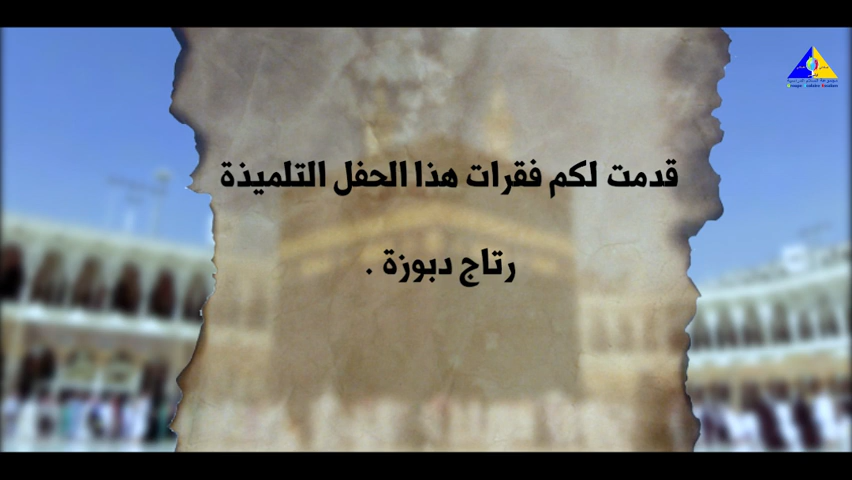 قدمت لكم فقرات هذا الحفل التلميذة
رتاج دبوزة .